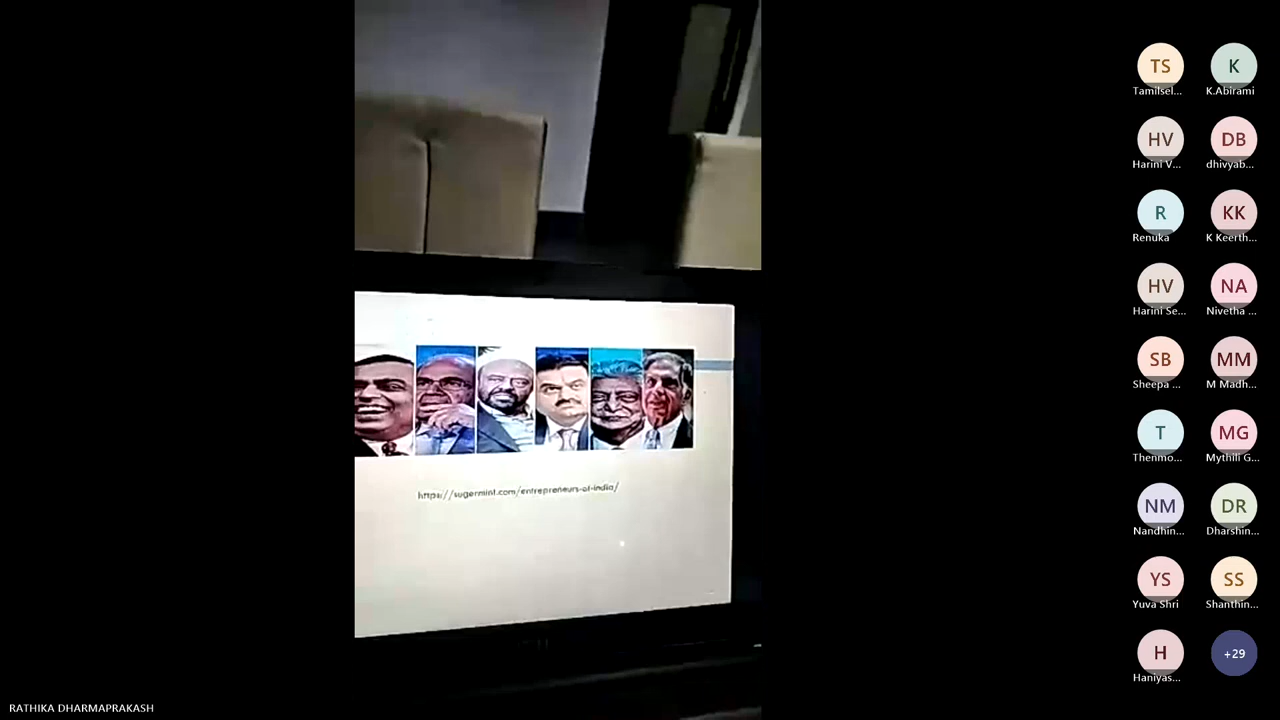 TS
K
Tamilsel...
K.Abirami
HV
DB
Harini V...
dhivyab...
R
KK
Renuka
K Keerth...
HV
NA
Harini Se...
Nivetha ...
SB
MM
Sheepa ...
M Madh...
T
MG
Thenmo...
Mythili G...
NM
DR
Nandhin...
Dharshin...
YS
SS
Yuva Shri
Shanthin...
H
+29
Haniyas...
https://sugermint.com/entrepreneurs-of-india/
RATHIKA DHARMAPRAKASH